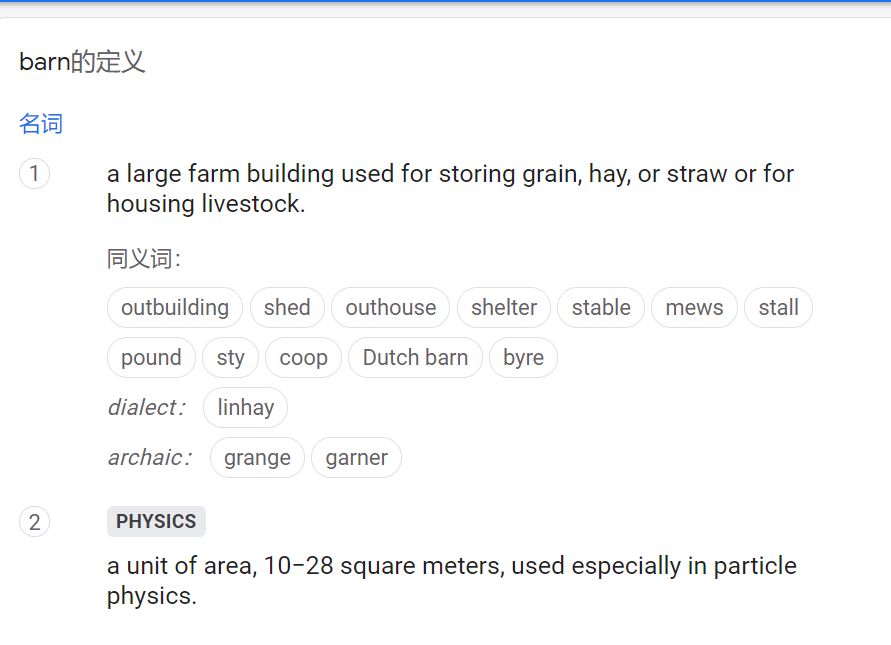 barn的定义
名词
1
a large farm building used for storing grain, hay, or straw or for
housing livestock.
同义词：
outbuilding shed outhouse shelter stable mews stall
pound sty coop Dutch barn byre
dialect： linhay
archaic： grange garner
2 PHYSICS
a unit of area, 10−28 square meters, used especially in particle
physics.